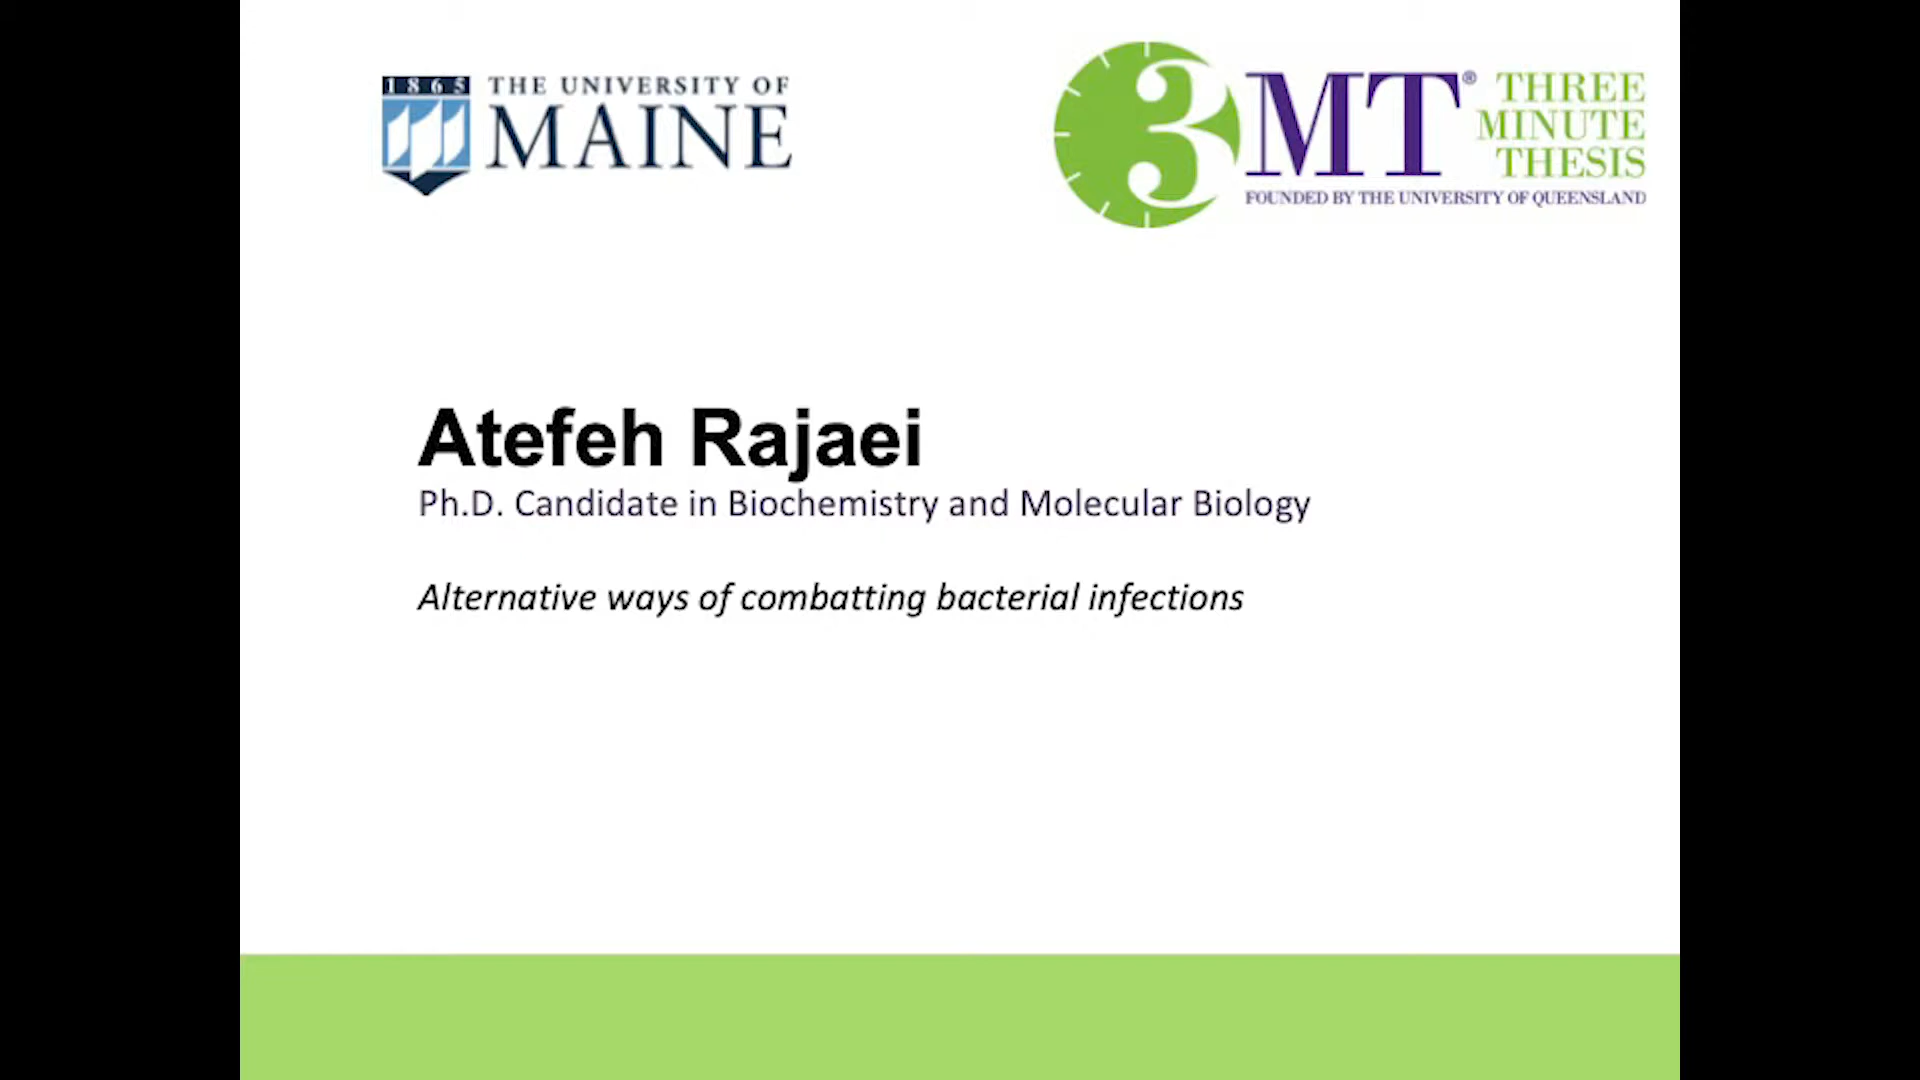 1865
THE UNIVERSITY OF
MAINE
3MT® THREE
MINUTE
THESIS
FOUNDED BY THE UNIVERSITY OF QUEENSLAND
Atefeh Rajaei
Ph.D. Candidate in Biochemistry and Molecular Biology
Alternative ways of combatting bacterial infections